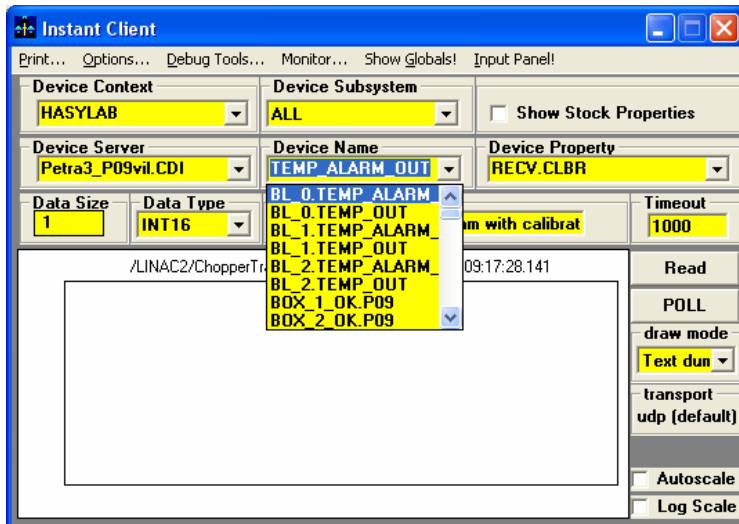 Instant Client
Print... Options... Debug Tools... Monitor... Show Globals! Input Panel!
Device Context
HASYLAB
Device Subsystem
ALL
Show Stock Properties
Device Server
Petra3_P09vil.CDI
Device Name
TEMP_ALARM_OUT
Device Property
RECV.CLBR
Data Size
1
Data Type
INT16
with calibrat
Timeout
1000
BL_0.TEMP_ALARM_
BL_0.TEMP_OUT
BL_1.TEMP_ALARM_
BL_1.TEMP_OUT
BL_2.TEMP_ALARM_
BL_2.TEMP_OUT
BOX_1_OK.P09
BOX_2_OK.P09
/LINAC2/ChopperTr
09:17:28.141
Read
POLL
draw mode
Text dun
transport
udp (default)
Autoscale
Log Scale